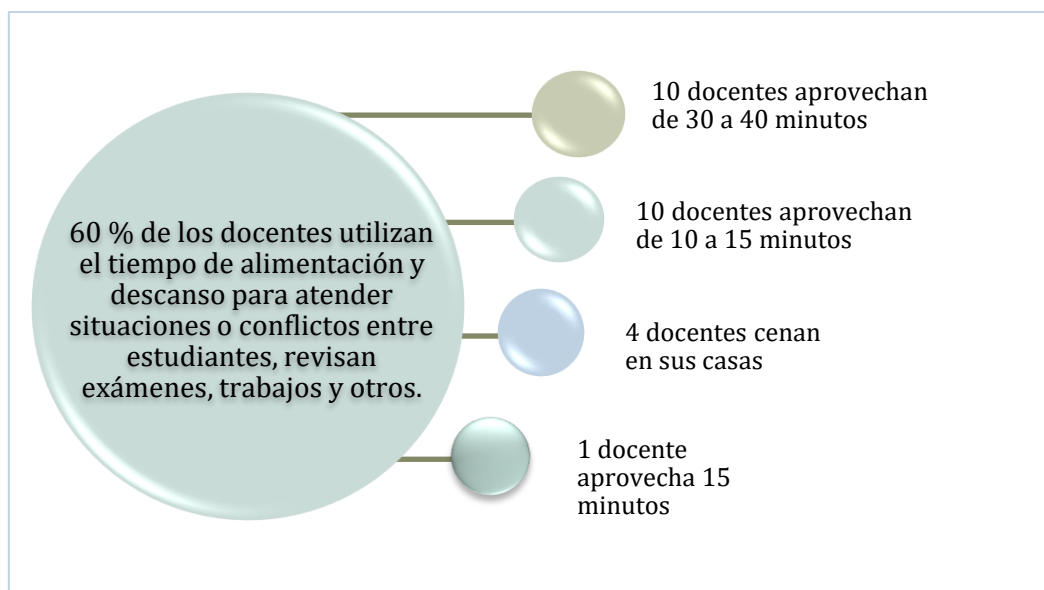 60 % de los docentes utilizan
el tiempo de alimentación y
descanso para atender
situaciones o conflictos entre
estudiantes, revisan
exámenes, trabajos y otros.
10 docentes aprovechan
de 30 a 40 minutos
10 docentes aprovechan
de 10 a 15 minutos
4 docentes cenan
en sus casas
1 docente
aprovecha 15
minutos